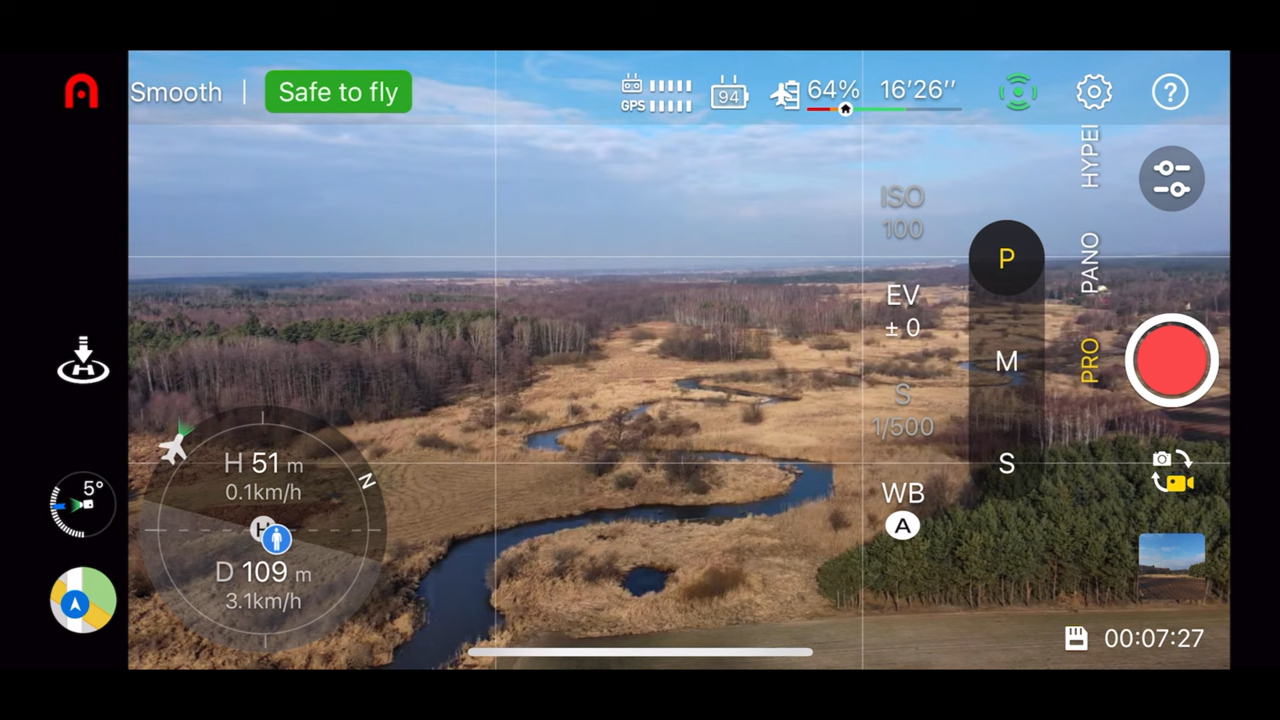 Smooth | Safe to fly
GPS
94
64% 16'26''
?
HYPE
PANO
PRO
ISO
100
EV
± 0
S
1/500
WB
A
P
M
S
N
H 51 m
0.1km/h
H
D 109 m
3.1km/h
5°
H
00:07:27